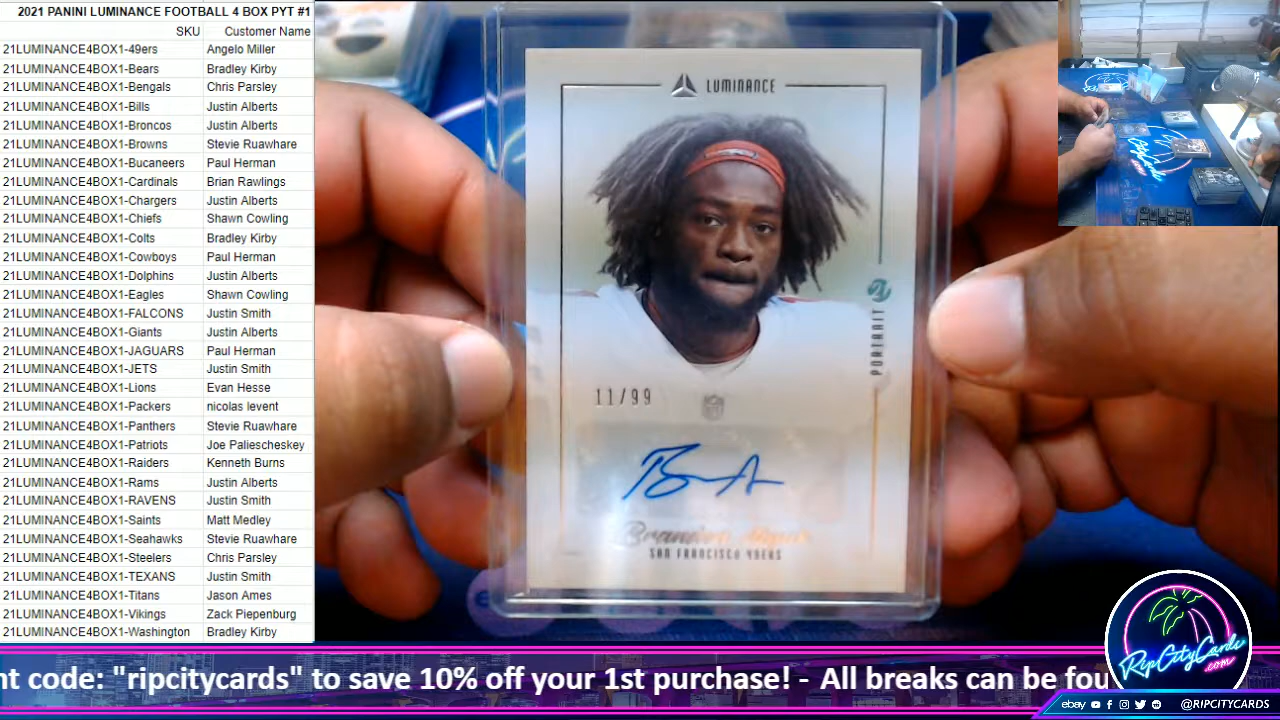 2021 PANINI LUMINANCE FOOTBALL 4 BOX PYT #1
SKU Customer Name
21LUMINANCE4BOX1-49ers Angelo Miller
21LUMINANCE4BOX1-Bears Bradley Kirby
21LUMINANCE4BOX1-Bengals Chris Parsley
21LUMINANCE4BOX1-Bills Justin Alberts
21LUMINANCE4BOX1-Broncos Justin Alberts
21LUMINANCE4BOX1-Browns Stevie Ruawhare
21LUMINANCE4BOX1-Bucaneers Paul Herman
21LUMINANCE4BOX1-Cardinals Brian Rawlings
21LUMINANCE4BOX1-Chargers Justin Alberts
21LUMINANCE4BOX1-Chiefs Shawn Cowling
21LUMINANCE4BOX1-Colts Bradley Kirby
21LUMINANCE4BOX1-Cowboys Paul Herman
21LUMINANCE4BOX1-Dolphins Justin Alberts
21LUMINANCE4BOX1-Eagles Shawn Cowling
21LUMINANCE4BOX1-FALCONS Justin Smith
21LUMINANCE4BOX1-Giants Justin Alberts
21LUMINANCE4BOX1-JAGUARS Paul Herman
21LUMINANCE4BOX1-JETS Justin Smith
21LUMINANCE4BOX1-Lions Evan Hesse
21LUMINANCE4BOX1-Packers nicolas levent
21LUMINANCE4BOX1-Panthers Stevie Ruawhare
21LUMINANCE4BOX1-Patriots Joe Paliescheskey
21LUMINANCE4BOX1-Raiders Kenneth Burns
21LUMINANCE4BOX1-Rams Justin Alberts
21LUMINANCE4BOX1-RAVENS Justin Smith
21LUMINANCE4BOX1-Saints Matt Medley
21LUMINANCE4BOX1-Seahawks Stevie Ruawhare
21LUMINANCE4BOX1-Steelers Chris Parsley
21LUMINANCE4BOX1-TEXANS Justin Smith
21LUMINANCE4BOX1-Titans Jason Ames
21LUMINANCE4BOX1-Vikings Zack Piepenburg
21LUMINANCE4BOX1-Washington Bradley Kirby
LUMINANCE
PORTRAIT
11/99
Brandon Aiyuk
SAN FRANCISCO 49ERS
nt code: "ripcitycards" to save 10% off your 1st purchase! - All breaks can be fou
RipCityCards
.com
ebay @RIPCITYCARDS